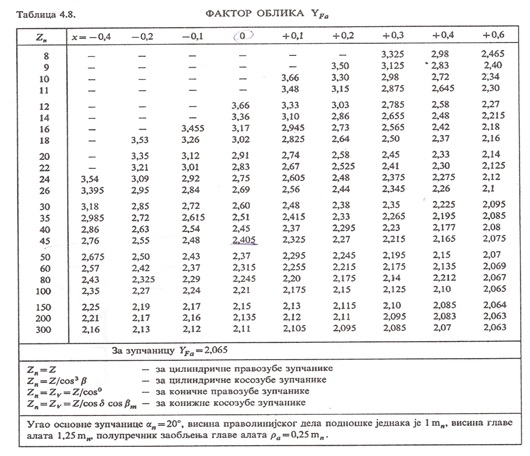 Таблица 4.8. ФАКТОР ОБЛИКА Y_Fa
Z_n x=−0,4 −0,2 −0,1 (0) +0,1 +0,2 +0,3 +0,4 +0,6
8 — — — — — — 3,325 2,98 2,465
9 — — — — — 3,50 3,125 2,83 2,40
10 — — — — 3,66 3,30 2,98 2,72 2,34
11 — — — — 3,48 3,15 2,875 2,645 2,30
12 — — — 3,66 3,33 3,03 2,785 2,58 2,27
14 — — — 3,36 3,10 2,86 2,655 2,48 2,215
16 — — 3,455 3,17 2,945 2,73 2,565 2,42 2,18
18 — 3,53 3,26 3,02 2,825 2,64 2,50 2,37 2,16
20 — 3,35 3,12 2,91 2,74 2,58 2,45 2,33 2,14
22 — 3,21 3,01 2,83 2,67 2,525 2,41 2,30 2,125
24 3,54 3,09 2,92 2,75 2,605 2,48 2,375 2,275 2,12
26 3,395 2,95 2,84 2,69 2,56 2,44 2,345 2,26 2,1
30 3,18 2,85 2,72 2,60 2,48 2,38 2,35 2,225 2,095
35 2,985 2,72 2,615 2,51 2,415 2,33 2,265 2,195 2,085
40 2,86 2,63 2,54 2,45 2,37 2,295 2,23 2,177 2,08
45 2,76 2,55 2,48 2,405 2,325 2,27 2,215 2,165 2,075
50 2,675 2,50 2,43 2,37 2,295 2,245 2,195 2,15 2,07
60 2,57 2,42 2,37 2,315 2,255 2,215 2,175 2,135 2,069
80 2,43 2,325 2,29 2,245 2,20 2,175 2,14 2,212 2,067
100 2,35 2,27 2,24 2,21 2,175 2,15 2,125 2,10 2,065
150 2,25 2,19 2,17 2,15 2,13 2,115 2,10 2,085 2,064
200 2,21 2,17 2,16 2,135 2,12 2,11 2,095 2,083 2,063
300 2,16 2,13 2,12 2,11 2,105 2,095 2,085 2,07 2,063
За зупчаницу Y_Fa=2,065
Z_n=Z — за цилиндричне правозубе зупчанике
Z_n=Z/cos³ β — за цилиндричне косозубе зупчанике
Z_n=Z_v=Z/cos⁰ — за коничне правозубе зупчанике
Z_n=Z_v=Z/cos δ cos β_m — за конижне косозубе зупчанике
Угао основне зупчанице α_n=20°, висина праволинијског дела подношке једнака је 1 m_n, висина главе
алата 1,25 m_n, полупречник заобљења главе алата ρ_a=0,25 m_n.